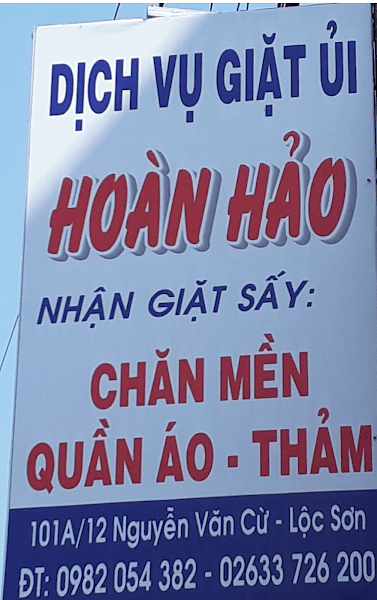 DỊCH VỤ GIẶT ỦI
HOÀN HẢO
NHẬN GIẶT SẤY:
CHĂN MỀN
QUẦN ÁO - THẢM
101A/12 Nguyễn Văn Cừ - Lộc Sơn
ĐT: 0982 054 382 - 02633 726 200